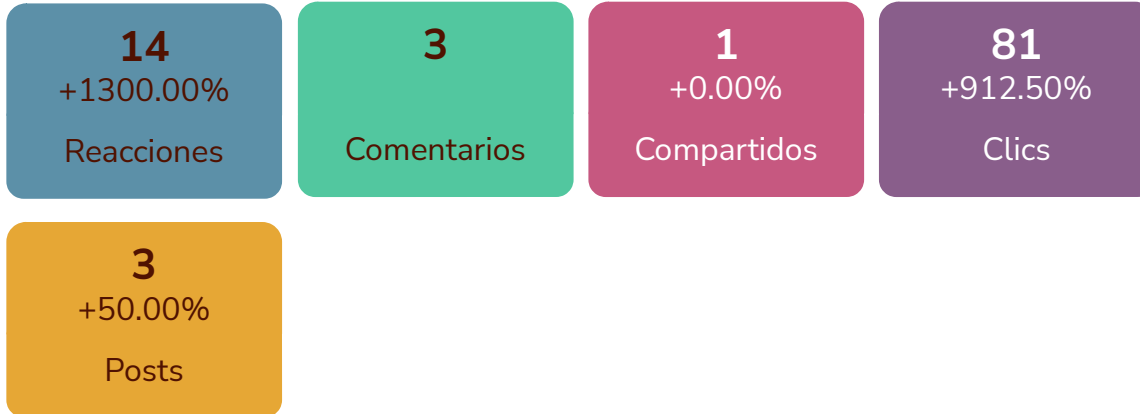 14
+1300.00%
Reacciones
3
Comentarios
1
+0.00%
Compartidos
81
+912.50%
Clics
3
+50.00%
Posts